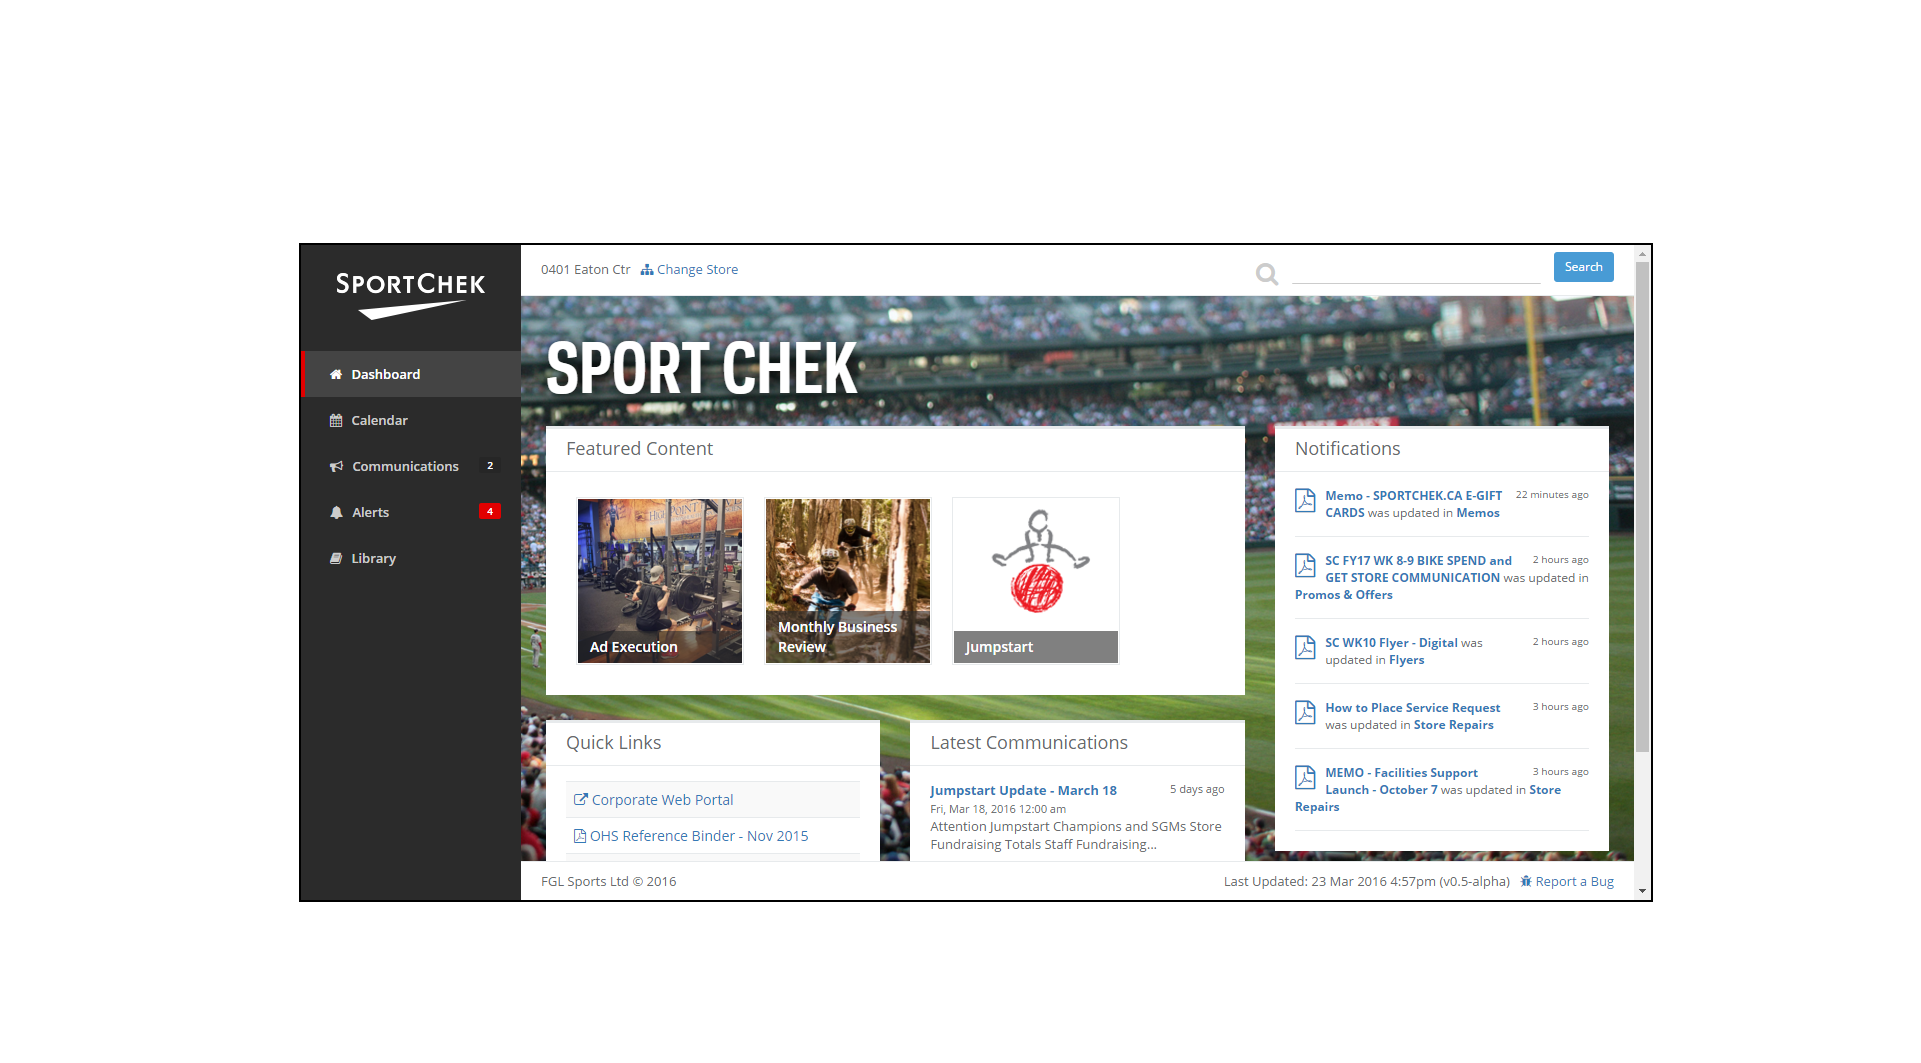 SPORTCHEK
Dashboard
Calendar
Communications 2
Alerts 4
Library
0401 Eaton Ctr Change Store
Search
SPORT CHEK
Featured Content
HIGH POINT
Ad Execution
Monthly Business
Review
Jumpstart
Quick Links
Corporate Web Portal
OHS Reference Binder - Nov 2015
Latest Communications
Jumpstart Update - March 18 5 days ago
Fri, Mar 18, 2016 12:00 am
Attention Jumpstart Champions and SGMs Store
Fundraising Totals Staff Fundraising...
Notifications
Memo - SPORTCHEK.CA E-GIFT 22 minutes ago
CARDS was updated in Memos
SC FY17 WK 8-9 BIKE SPEND and 2 hours ago
GET STORE COMMUNICATION was updated in
Promos & Offers
SC WK10 Flyer - Digital was 2 hours ago
updated in Flyers
How to Place Service Request 3 hours ago
was updated in Store Repairs
MEMO - Facilities Support 3 hours ago
Launch - October 7 was updated in Store
Repairs
FGL Sports Ltd © 2016
Last Updated: 23 Mar 2016 4:57pm (v0.5-alpha) Report a Bug